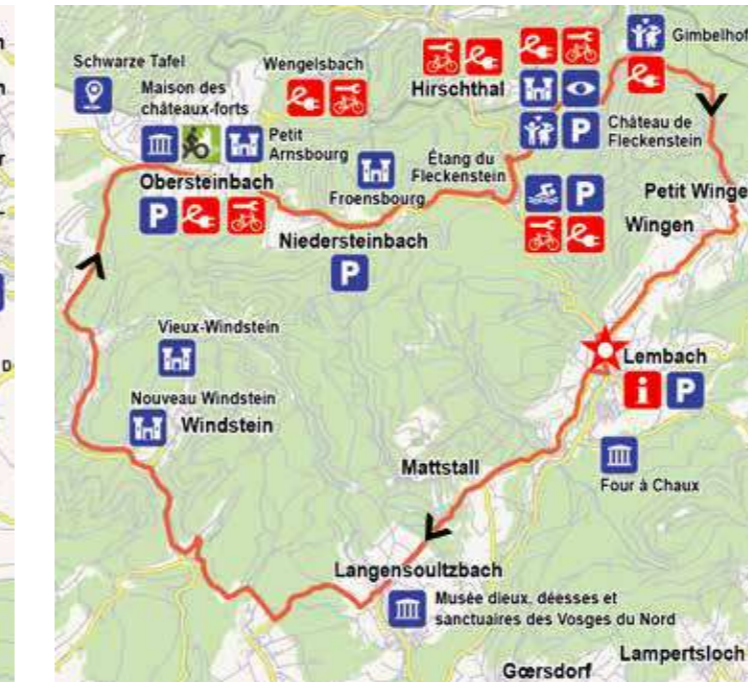 Gimbelhof
Schwarze Tafel
Wengelsbach
Hirschthal
Maison des
châteaux-forts
Château de
Fleckenstein
Petit
Arnsbourg
Étang du
Fleckenstein
Obersteinbach
Froensbourg
Petit Winge
P
P
P
Wingen
Niedersteinbach
P
Vieux-Windstein
Lembach
i
P
Nouveau Windstein
Windstein
Mattstall
Four à Chaux
Langensoultzbach
Musée dieux, déesses et
sanctuaires des Vosges du Nord
Lampertsloch
Gœrsdorf